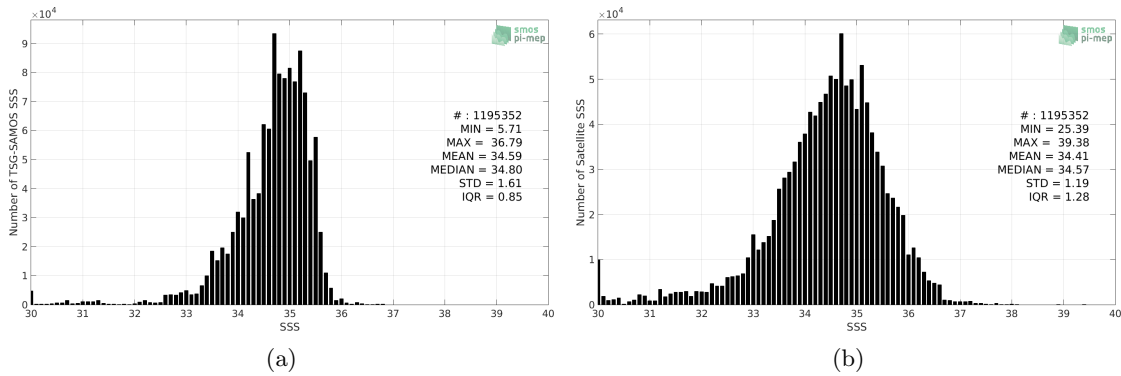 ×10⁴
9
8
7
6
5
4
3
2
1
0
Number of TSG-SAMOS SSS
30 31 32 33 34 35 36 37 38 39 40
SSS
smos
pi-mep
# : 1195352
MIN = 5.71
MAX = 36.79
MEAN = 34.59
MEDIAN = 34.80
STD = 1.61
IQR = 0.85
(a)
×10⁴
6
5
4
3
2
1
0
Number of Satellite SSS
30 31 32 33 34 35 36 37 38 39 40
SSS
smos
pi-mep
# : 1195352
MIN = 25.39
MAX = 39.38
MEAN = 34.41
MEDIAN = 34.57
STD = 1.19
IQR = 1.28
(b)